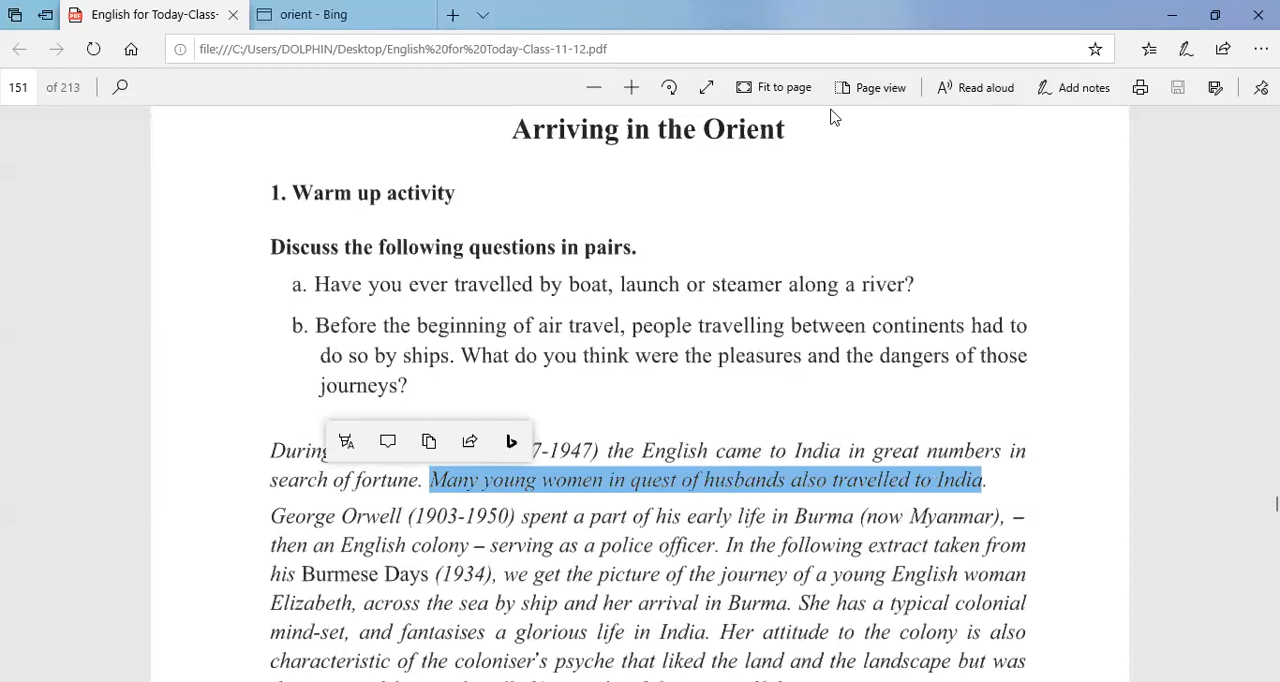 English for Today-Class-
orient - Bing
file:///C:/Users/DOLPHIN/Desktop/English%20for%20Today-Class-11-12.pdf
151 of 213 Fit to page Page view Read aloud Add notes
Arriving in the Orient
1. Warm up activity
Discuss the following questions in pairs.
a. Have you ever travelled by boat, launch or steamer along a river?
b. Before the beginning of air travel, people travelling between continents had to
do so by ships. What do you think were the pleasures and the dangers of those
journeys?
During 7-1947) the English came to India in great numbers in
search of fortune. Many young women in quest of husbands also travelled to India.
George Orwell (1903-1950) spent a part of his early life in Burma (now Myanmar), –
then an English colony – serving as a police officer. In the following extract taken from
his Burmese Days (1934), we get the picture of the journey of a young English woman
Elizabeth, across the sea by ship and her arrival in Burma. She has a typical colonial
mind-set, and fantasises a glorious life in India. Her attitude to the colony is also
characteristic of the coloniser's psyche that liked the land and the landscape but was